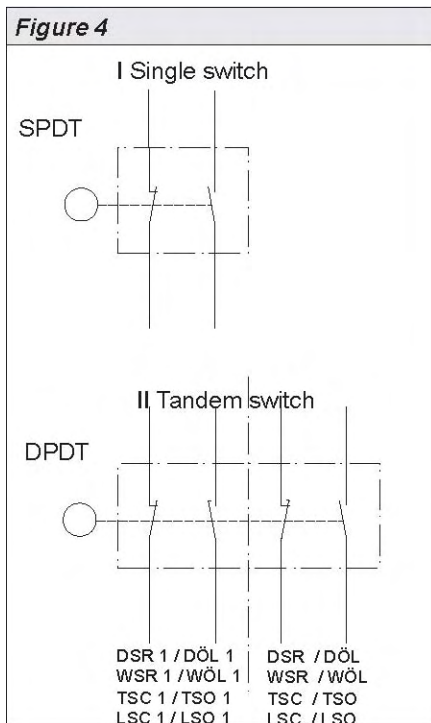 Figure 4
I Single switch
SPDT
II Tandem switch
DPDT
DSR 1 / DÖL 1
WSR 1 / WÖL 1
TSC 1 / TSO 1
LSC 1 / LSO 1
DSR / DÖL
WSR / WÖL
TSC / TSO
LSC / LSO